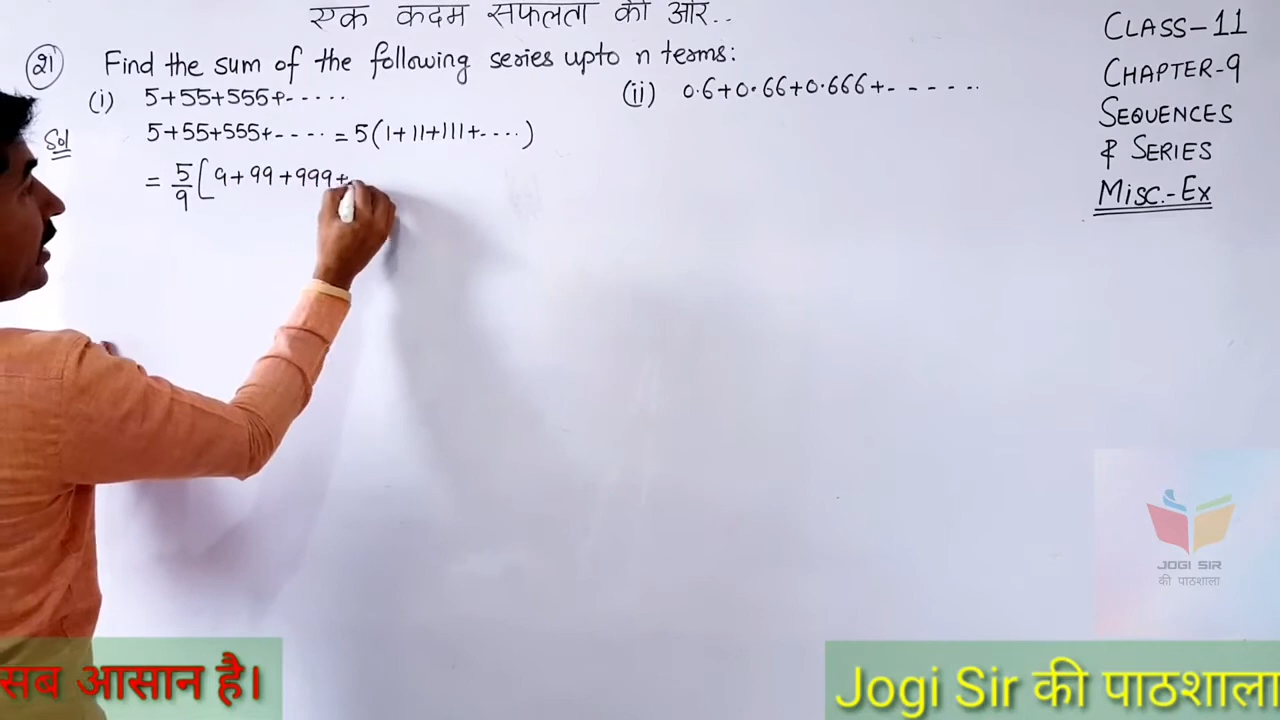 एक कदम सफलता की ओर..
21 Find the sum of the following series upto n terms:
(i) 5+55+555+-.....
(ii) 0.6+0.66+0.666+-.....
Sol 5+55+555+-.... = 5(1+11+111+....)
= 5/9 [9+99+999+
CLASS-11
CHAPTER-9
SEQUENCES
& SERIES
Misc.-Ex
JOGI SIR
की पाठशाला
सब आसान है।
Jogi Sir की पाठशाला